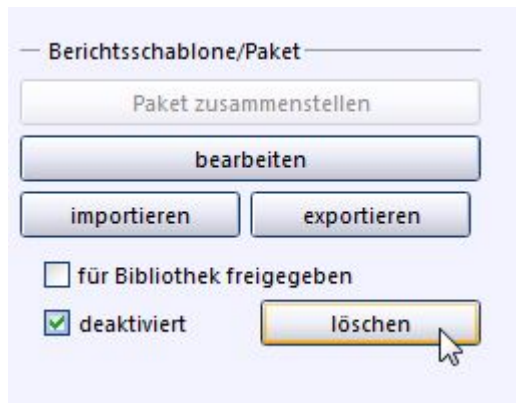 Berichtsschablone/Paket
Paket zusammenstellen
bearbeiten
importieren exportieren
für Bibliothek freigegeben
deaktiviert löschen